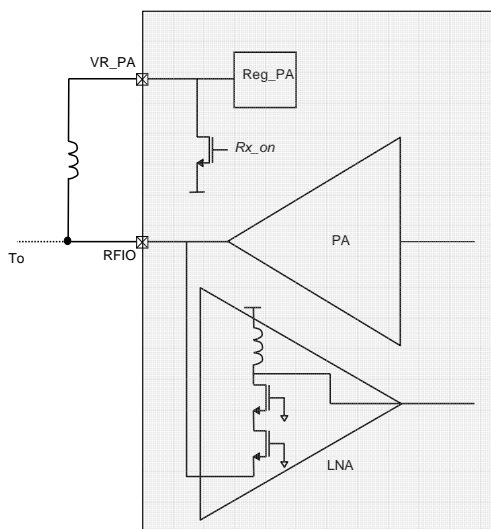 VR_PA
Reg_PA
Rx_on
PA
To
RFIO
LNA